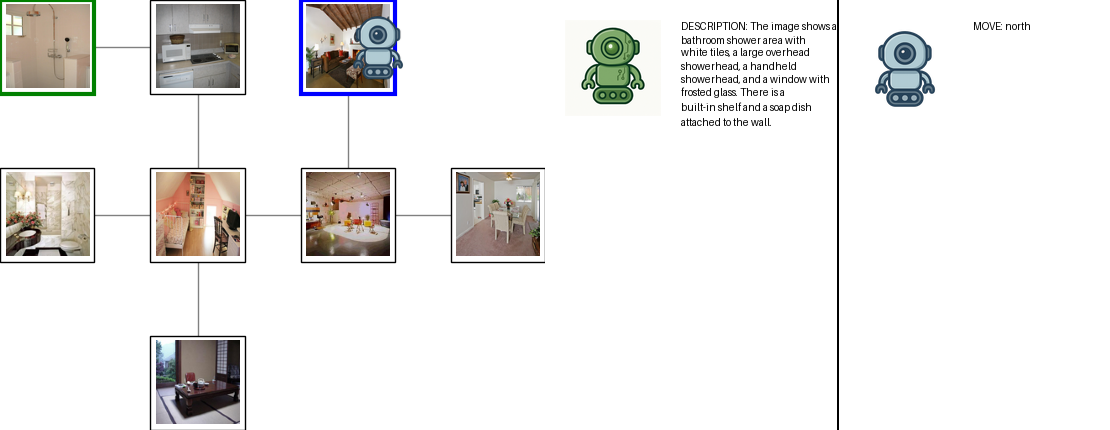 DESCRIPTION: The image shows a
bathroom shower area with
white tiles, a large overhead
showerhead, a handheld
showerhead, and a window with
frosted glass. There is a
built-in shelf and a soap dish
attached to the wall.
MOVE: north